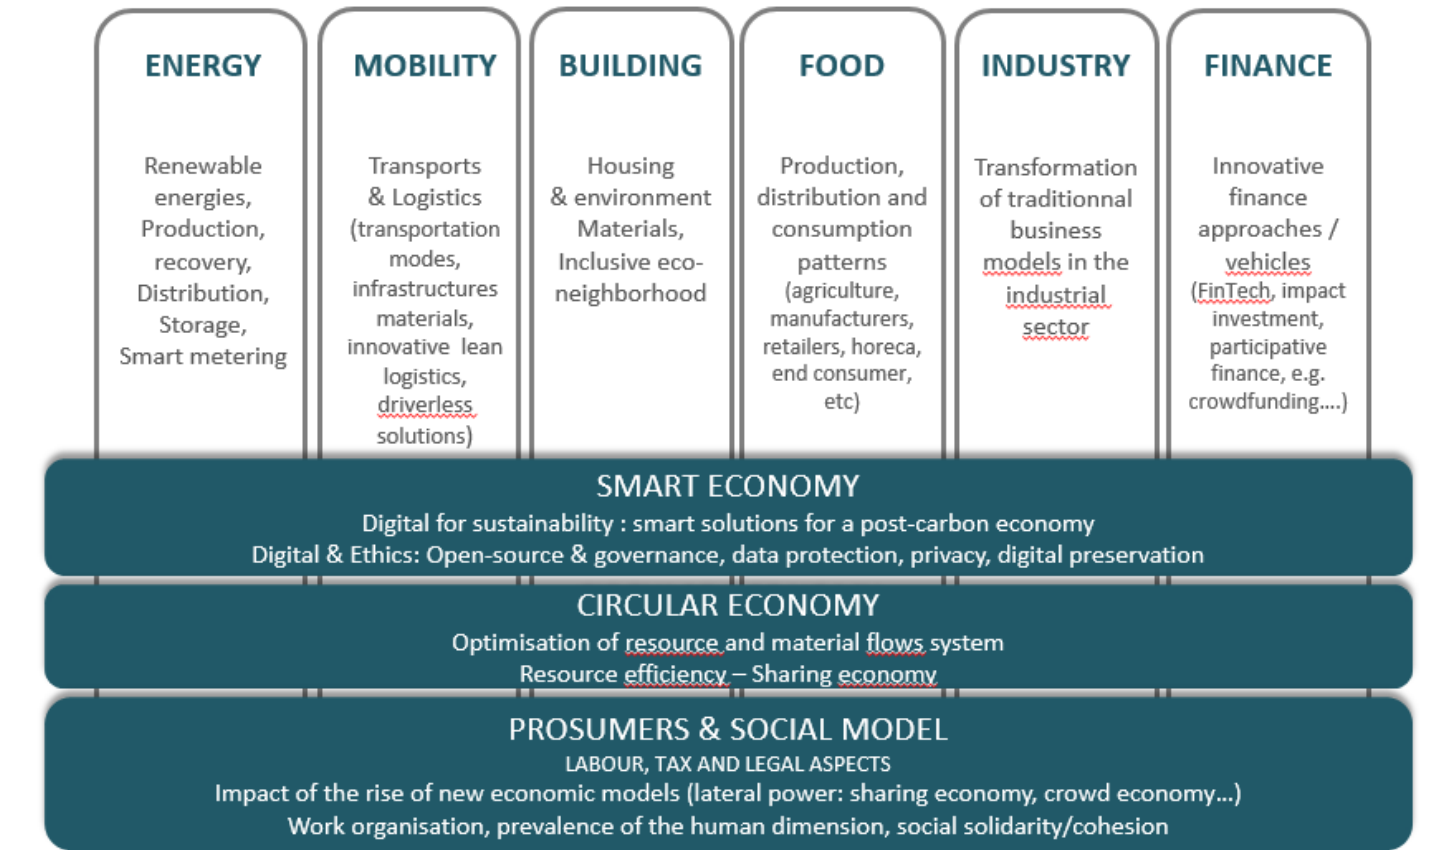 ENERGY
Renewable
energies,
Production,
recovery,
Distribution,
Storage,
Smart metering
MOBILITY
Transports
& Logistics
(transportation
modes,
infrastructures
materials,
innovative lean
logistics,
driverless
solutions)
BUILDING
Housing
& environment
Materials,
Inclusive eco-
neighborhood
FOOD
Production,
distribution and
consumption
patterns
(agriculture,
manufacturers,
retailers, horeca,
end consumer,
etc)
INDUSTRY
Transformation
of traditionnal
business
models in the
industrial
sector
FINANCE
Innovative
finance
approaches /
vehicles
(FinTech, impact
investment,
participative
finance, e.g.
crowdfunding....)
SMART ECONOMY
Digital for sustainability : smart solutions for a post-carbon economy
Digital & Ethics: Open-source & governance, data protection, privacy, digital preservation
CIRCULAR ECONOMY
Optimisation of resource and material flows system
Resource efficiency – Sharing economy
PROSUMERS & SOCIAL MODEL
LABOUR, TAX AND LEGAL ASPECTS
Impact of the rise of new economic models (lateral power: sharing economy, crowd economy...)
Work organisation, prevalence of the human dimension, social solidarity/cohesion